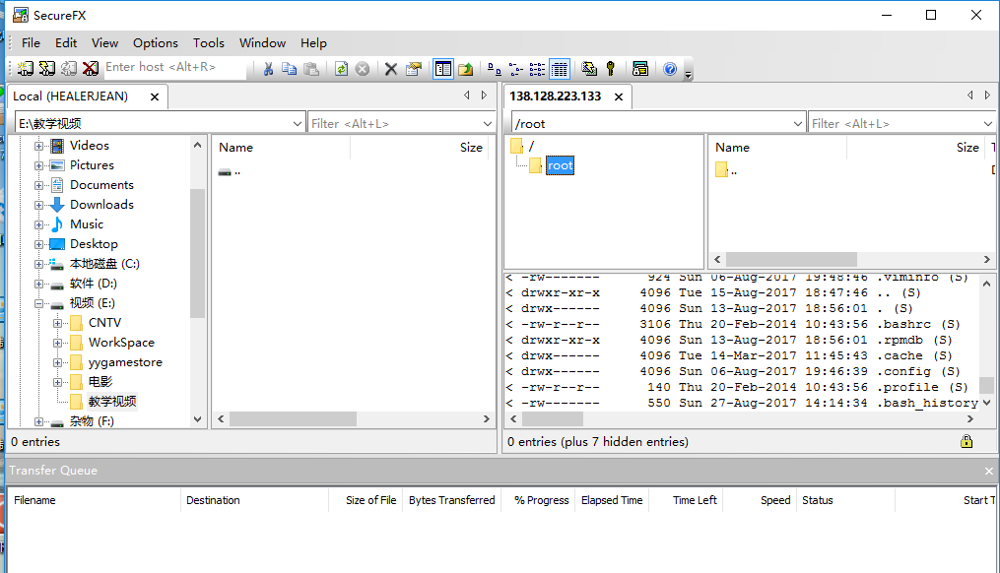 SecureFX
File Edit View Options Tools Window Help
Enter host <Alt+R>
Local (HEALERJEAN)
E:\教学视频
Filter <Alt+L>
Videos
Pictures
Documents
Downloads
Music
Desktop
本地磁盘 (C:)
软件 (D:)
视频 (E:)
CNTV
WorkSpace
yygamestore
电影
教学视频
杂物 (F:)
Name Size
..
0 entries
138.128.223.133
/root
Filter <Alt+L>
/
root
Name Size
..
< -rw------- 924 Sun 06-Aug-2017 19:48:46 .viminfo (S)
< drwxr-xr-x 4096 Tue 15-Aug-2017 18:47:46 .. (S)
< drwx------ 4096 Sun 13-Aug-2017 18:56:01 . (S)
< -rw-r--r-- 3106 Thu 20-Feb-2014 10:43:56 .bashrc (S)
< drwxr-xr-x 4096 Sun 13-Aug-2017 18:56:01 .rpmdb (S)
< drwx------ 4096 Tue 14-Mar-2017 11:45:43 .cache (S)
< drwx------ 4096 Sun 06-Aug-2017 19:46:39 .config (S)
< -rw-r--r-- 140 Thu 20-Feb-2014 10:43:56 .profile (S)
< -rw------- 550 Sun 27-Aug-2017 14:14:34 .bash_history
0 entries (plus 7 hidden entries)
Transfer Queue
Filename Destination Size of File Bytes Transferred % Progress Elapsed Time Time Left Speed Status Start T